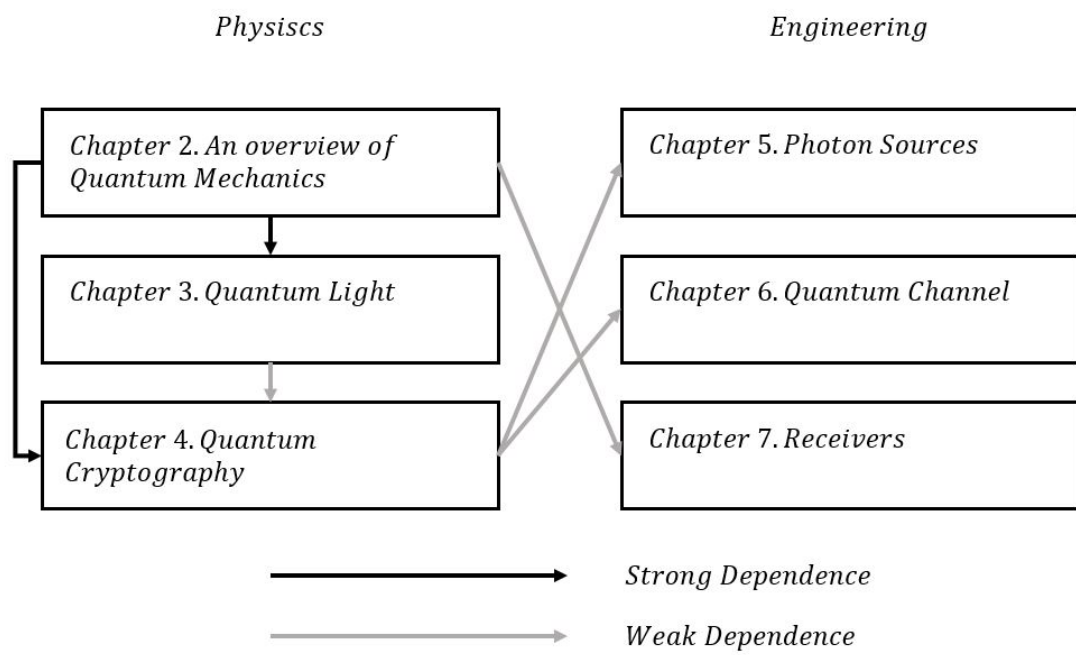 Physiscs
Engineering
Chapter 2. An overview of
Quantum Mechanics
Chapter 3. Quantum Light
Chapter 4. Quantum
Cryptography
Chapter 5. Photon Sources
Chapter 6. Quantum Channel
Chapter 7. Receivers
Strong Dependence
Weak Dependence